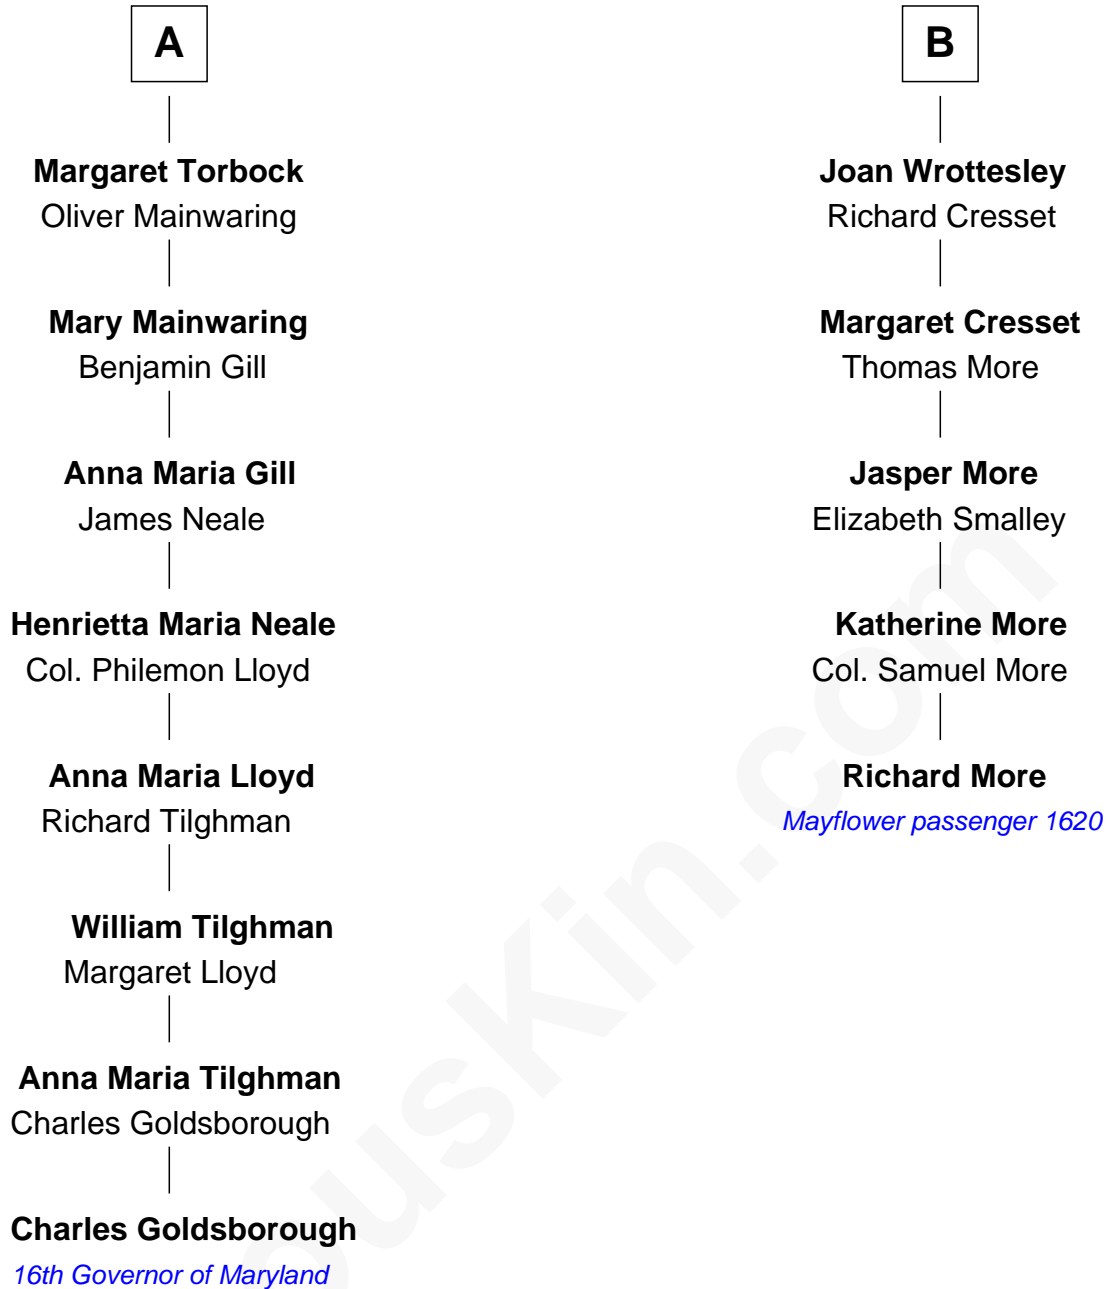 A
Margaret Torbock
Oliver Mainwaring
Mary Mainwaring
Benjamin Gill
Anna Maria Gill
James Neale
Henrietta Maria Neale
Col. Philemon Lloyd
Anna Maria Lloyd
Richard Tilghman
William Tilghman
Margaret Lloyd
Anna Maria Tilghman
Charles Goldsborough
Charles Goldsborough
16th Governor of Maryland
B
Joan Wrottesley
Richard Cresset
Margaret Cresset
Thomas More
Jasper More
Elizabeth Smalley
Katherine More
Col. Samuel More
Richard More
Mayflower passenger 1620
ousKin.com